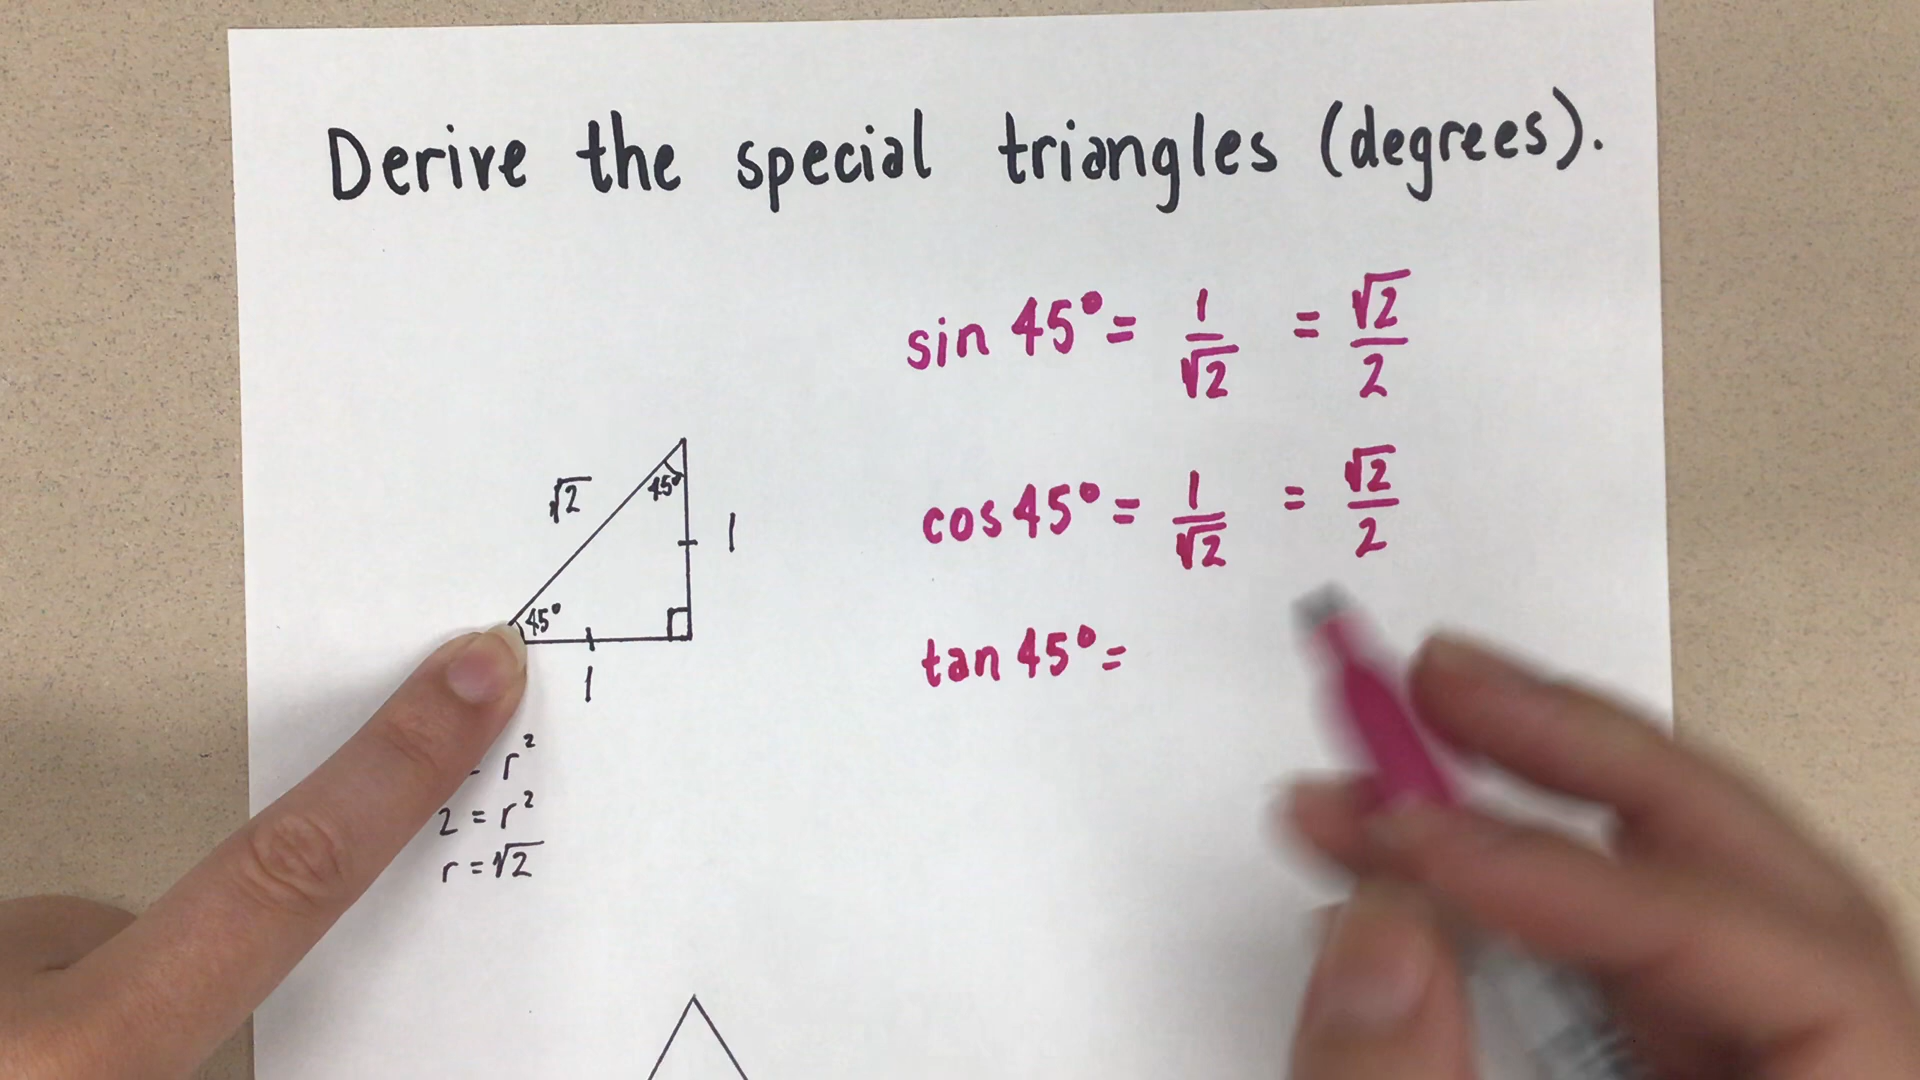 Derive the special triangles (degrees).
sin 45° = 1/√2 = √2/2
√2
45°
1
cos 45° = 1/√2 = √2/2
45°
1
tan 45° =
= r²
2 = r²
r = √2